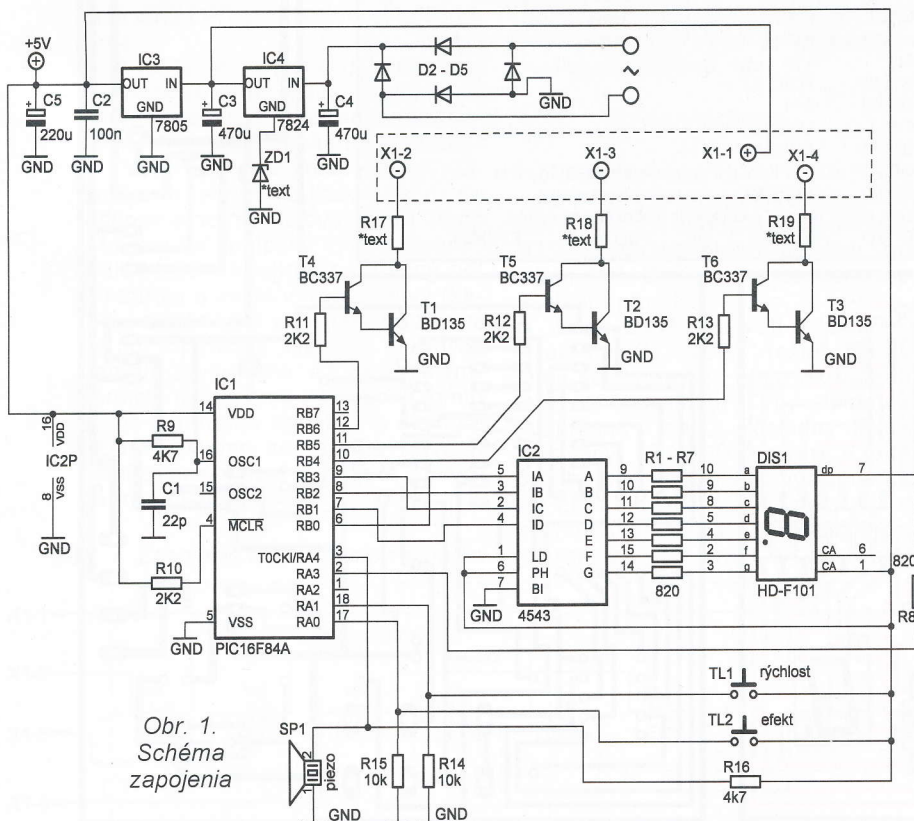 +5V
IC3
IC4
OUT IN
GND
7805
OUT IN
GND
7824
C5
220u
C2
100n
C3
470u
C4
470u
D2 - D5
~
GND
GND
GND
GND
GND
GND
ZD1
*text
GND
X1-2
X1-3
X1-1
X1-4
R17
*text
R18
*text
R19
*text
T4
BC337
T5
BC337
T6
BC337
T1
BD135
T2
BD135
T3
BD135
R11
2K2
R12
2K2
R13
2K2
GND
GND
GND
IC1
14 VDD
16 OSC1
15 OSC2
4 MCLR
5 VSS
RB7 13
RB6 12
RB5 11
RB4 10
RB3 9
RB2 8
RB1 7
RB0 6
T0CKI/RA4 3
RA3 2
RA2 1
RA1 18
RA0 17
PIC16F84A
16 VDD
IC2P
8 VSS
GND
R9
4K7
C1
22p
R10
2K2
GND
IC2
5 IA A 9
3 IB B 10
2 IC C 11
4 ID D 12
E 13
1 LD F 15
6 PH G 14
7 BI
GND
4543
R1 - R7
820
DIS1
10 a
9 b
8 c
5 d
4 e
2 f
3 g
dp 7
CA 6
CA 1
HD-F101
820
R8
TL1 rýchlost
TL2 efekt
R16
4k7
SP1
1 2
piezo
R15
10k
R14
10k
GND
GND
Obr. 1.
Schéma
zapojenia